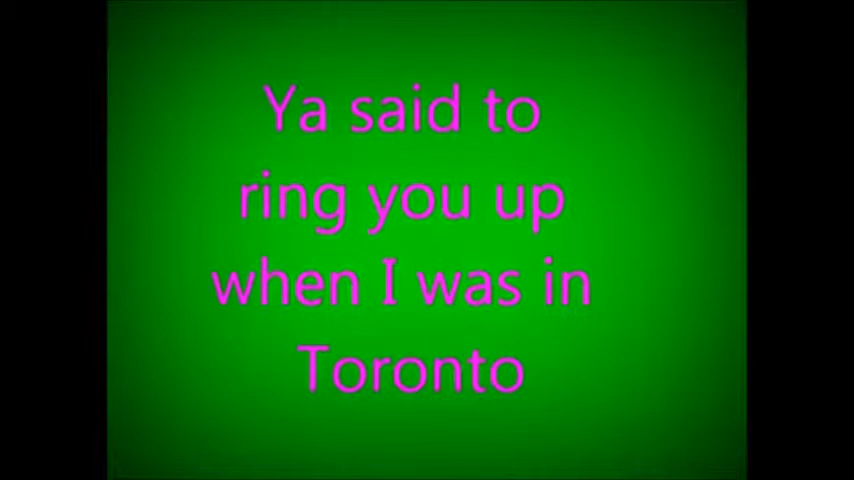 Ya said to
ring you up
when I was in
Toronto